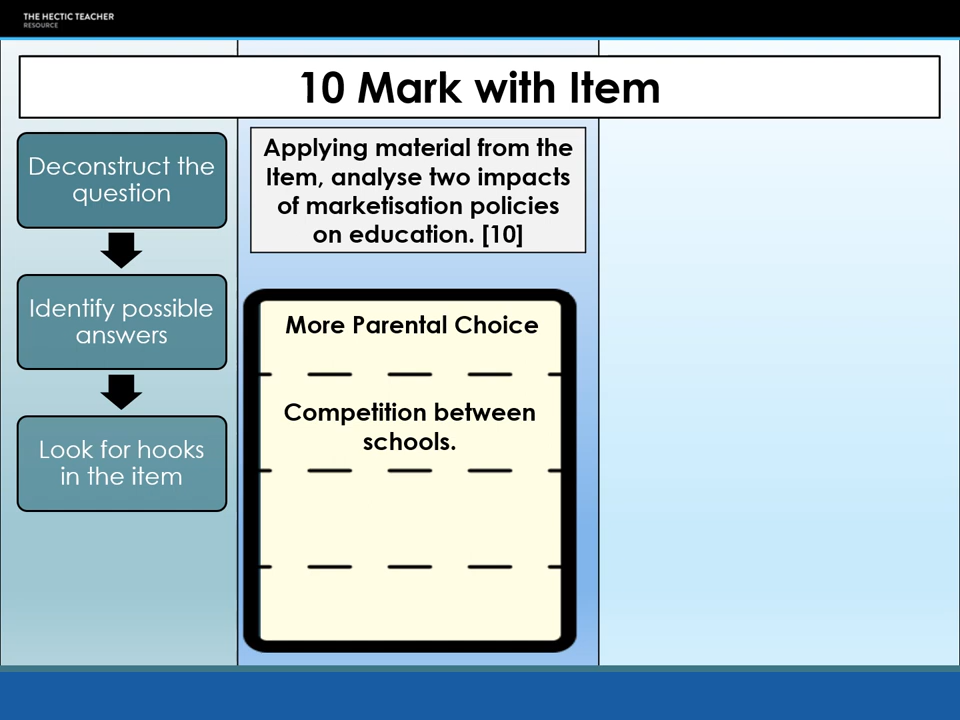 THE HECTIC TEACHER
RESOURCE
10 Mark with Item
Deconstruct the
question
Identify possible
answers
Look for hooks
in the item
Applying material from the
Item, analyse two impacts
of marketisation policies
on education. [10]
More Parental Choice
Competition between
schools.